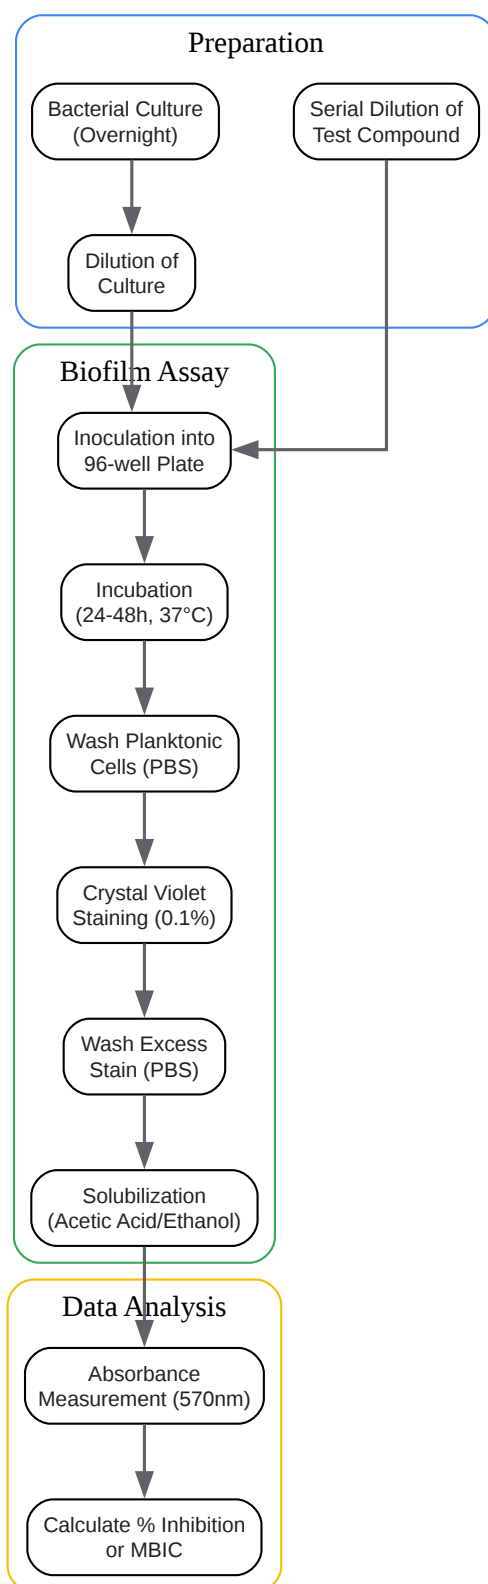 Preparation
Bacterial Culture
(Overnight)
Serial Dilution of
Test Compound
Dilution of
Culture
Biofilm Assay
Inoculation into
96-well Plate
Incubation
(24-48h, 37°C)
Wash Planktonic
Cells (PBS)
Crystal Violet
Staining (0.1%)
Wash Excess
Stain (PBS)
Solubilization
(Acetic Acid/Ethanol)
Data Analysis
Absorbance
Measurement (570nm)
Calculate % Inhibition
or MBIC